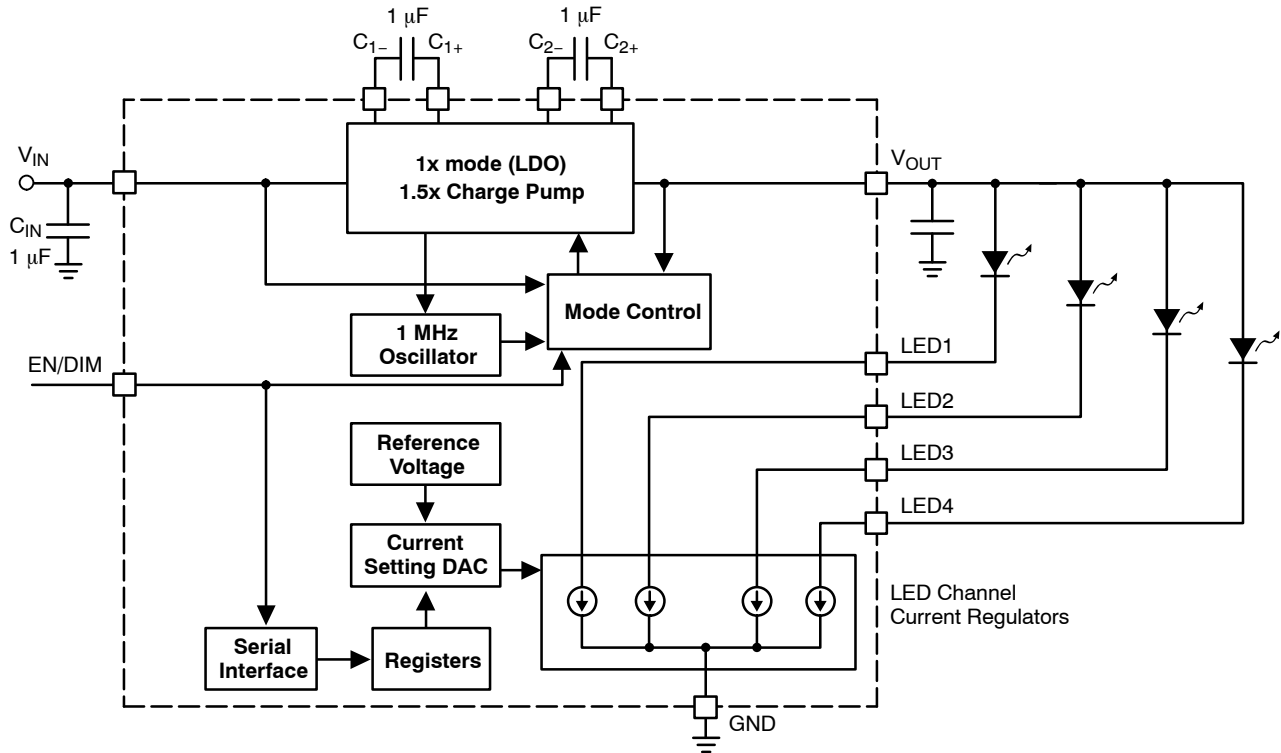 1 μF
1 μF
C1−
C1+
C2−
C2+
VIN
1x mode (LDO)
1.5x Charge Pump
VOUT
CIN
1 μF
Mode Control
1 MHz
Oscillator
EN/DIM
LED1
LED2
Reference
Voltage
LED3
LED4
Current
Setting DAC
LED Channel
Current Regulators
Serial
Interface
Registers
GND